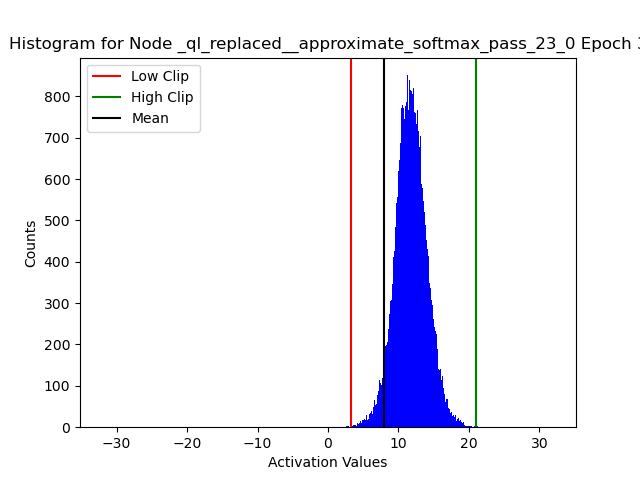 Histogram for Node _ql_replaced__approximate_softmax_pass_23_0 Epoch
Low Clip
High Clip
Mean
Counts
800
700
600
500
400
300
200
100
0
−30
−20
−10
0
10
20
30
Activation Values